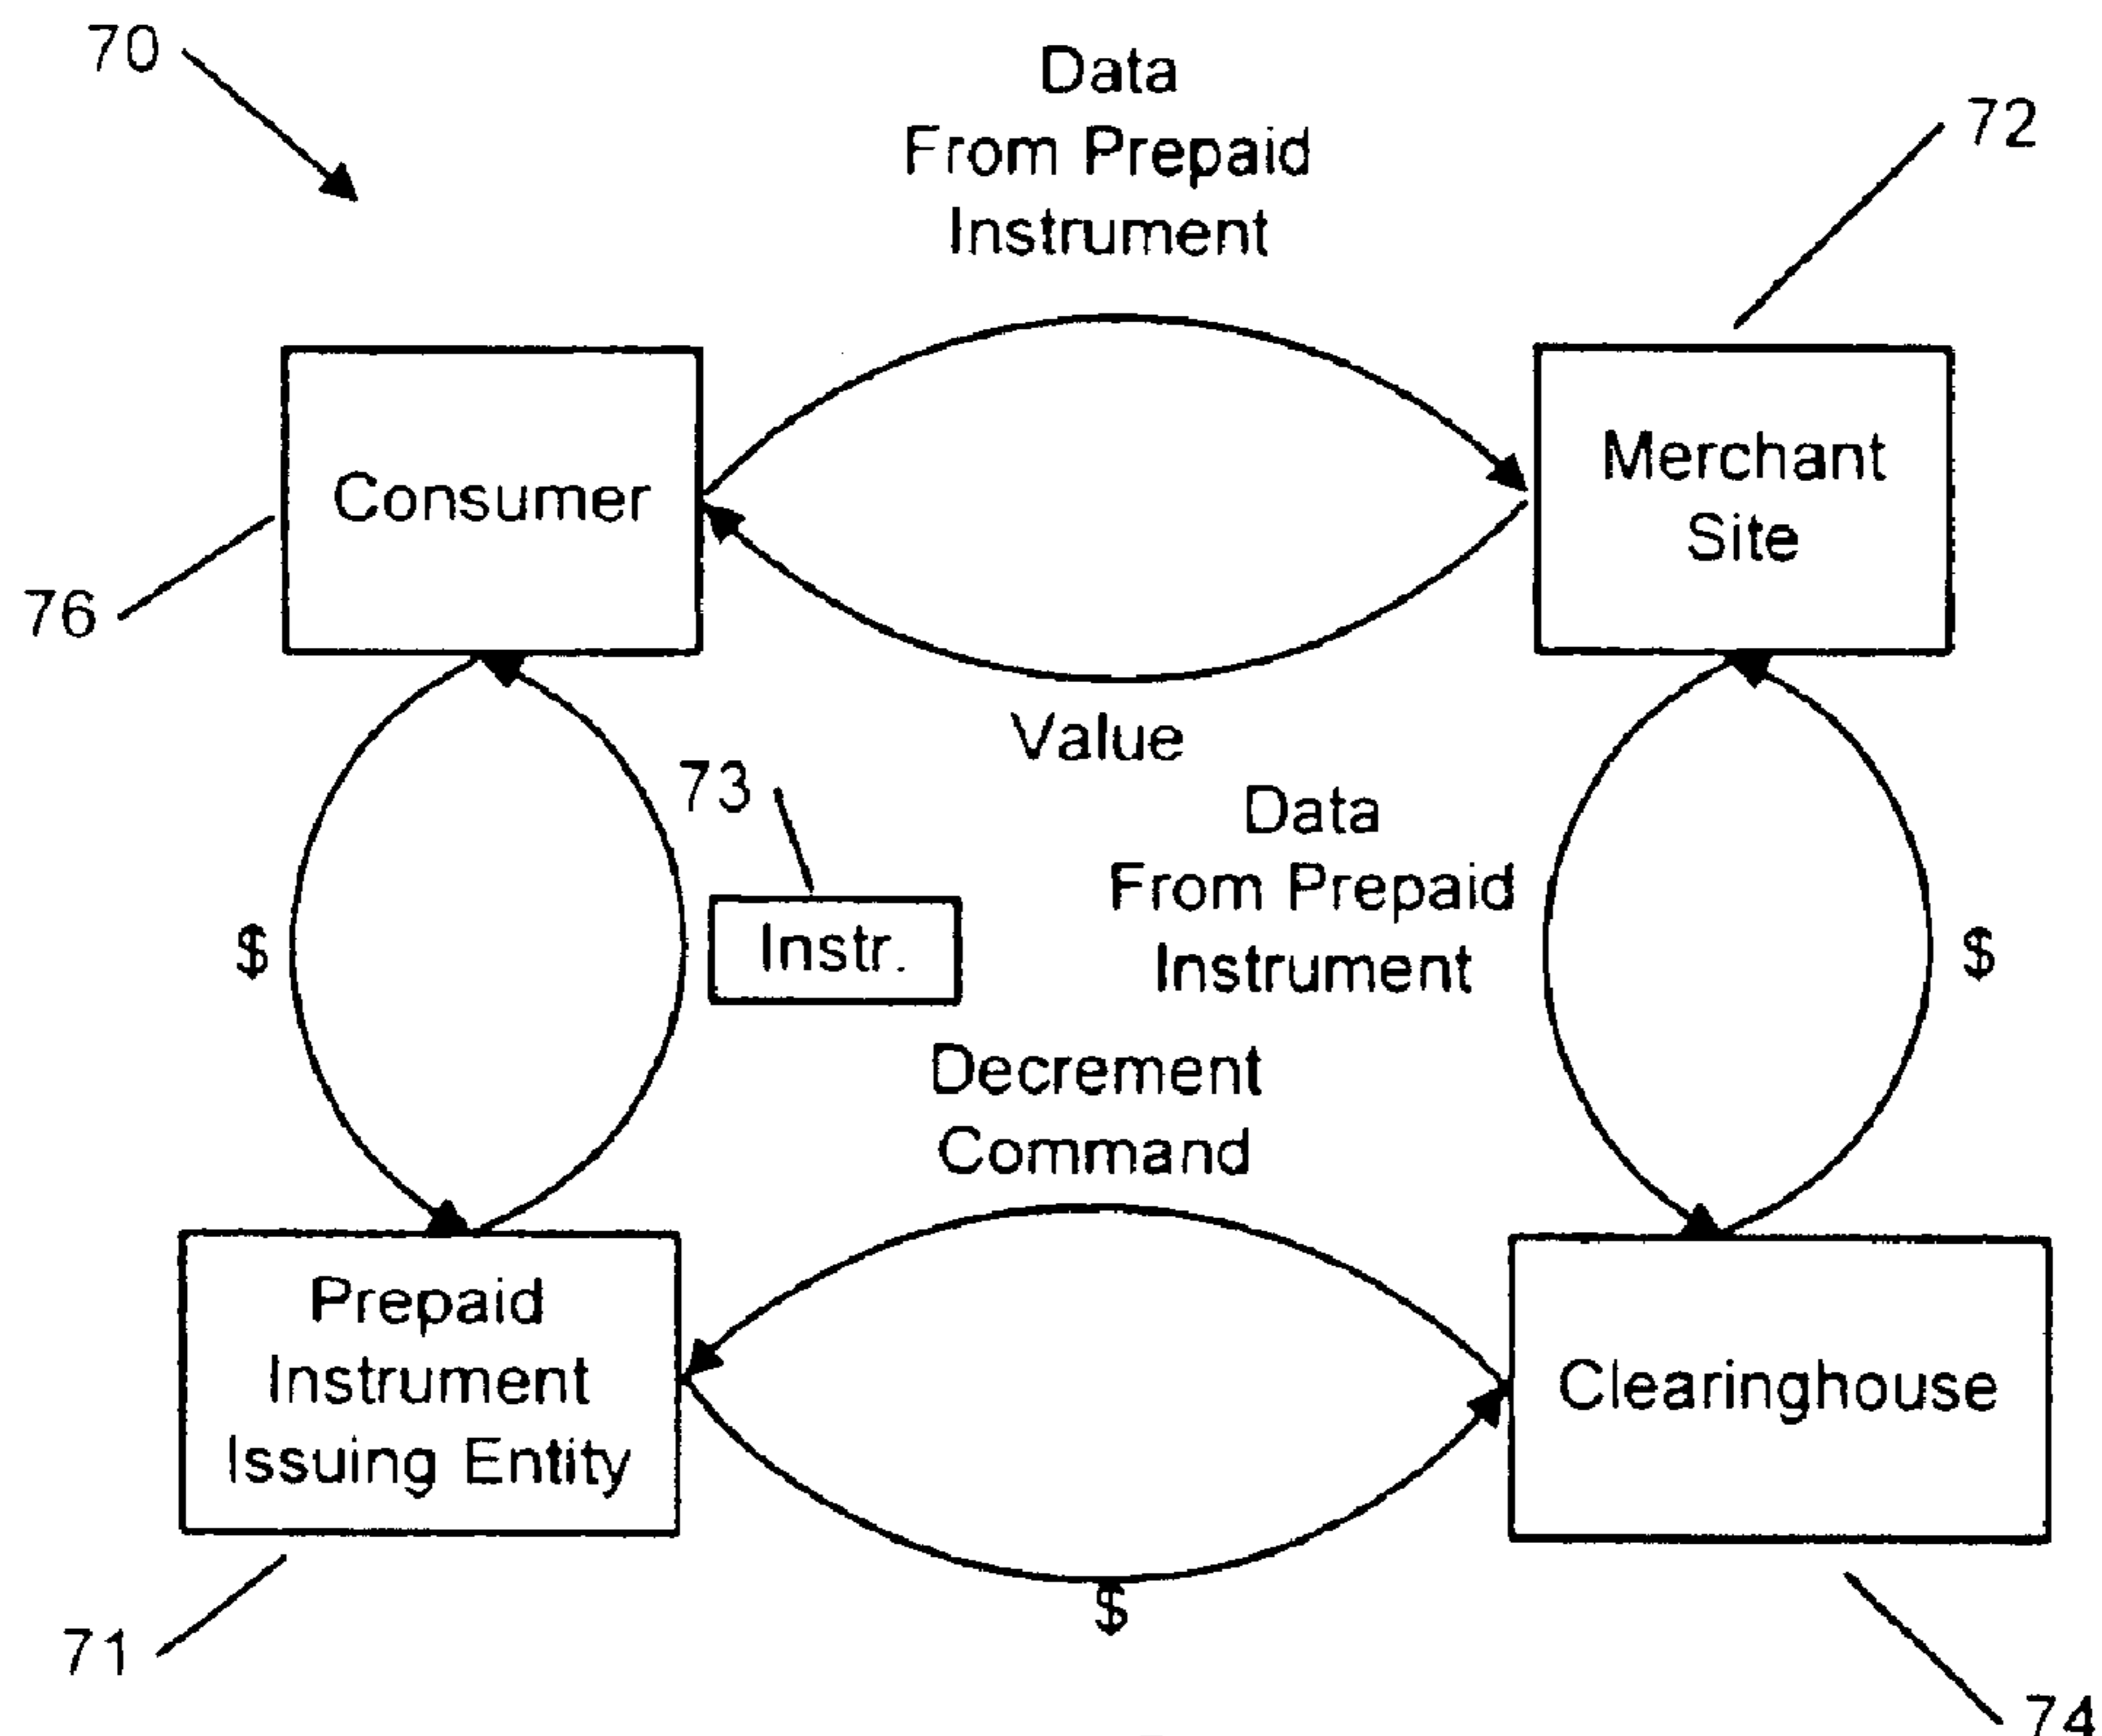 70
Data
From Prepaid
Instrument
72
Consumer
Merchant
Site
76
Value
73
Data
From Prepaid
Instrument
$
Instr.
$
Decrement
Command
Prepaid
Instrument
Issuing Entity
Clearinghouse
$
71
74